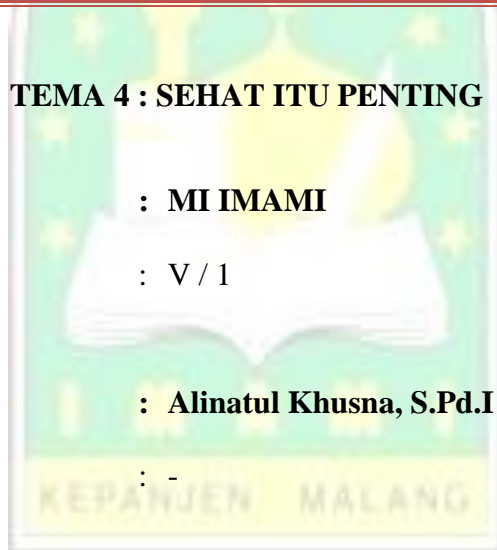 TEMA 4 : SEHAT ITU PENTING
: MI IMAMI
: V / 1
: Alinatul Khusna, S.Pd.I
: -
I M A M I
KEPANJEN MALANG